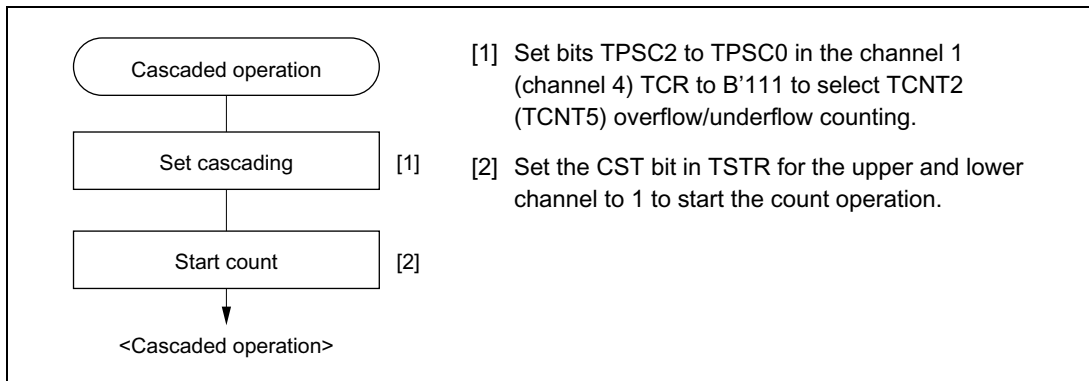 Cascaded operation
Set cascading
[1]
Start count
[2]
<Cascaded operation>
[1] Set bits TPSC2 to TPSC0 in the channel 1
(channel 4) TCR to B’111 to select TCNT2
(TCNT5) overflow/underflow counting.
[2] Set the CST bit in TSTR for the upper and lower
channel to 1 to start the count operation.